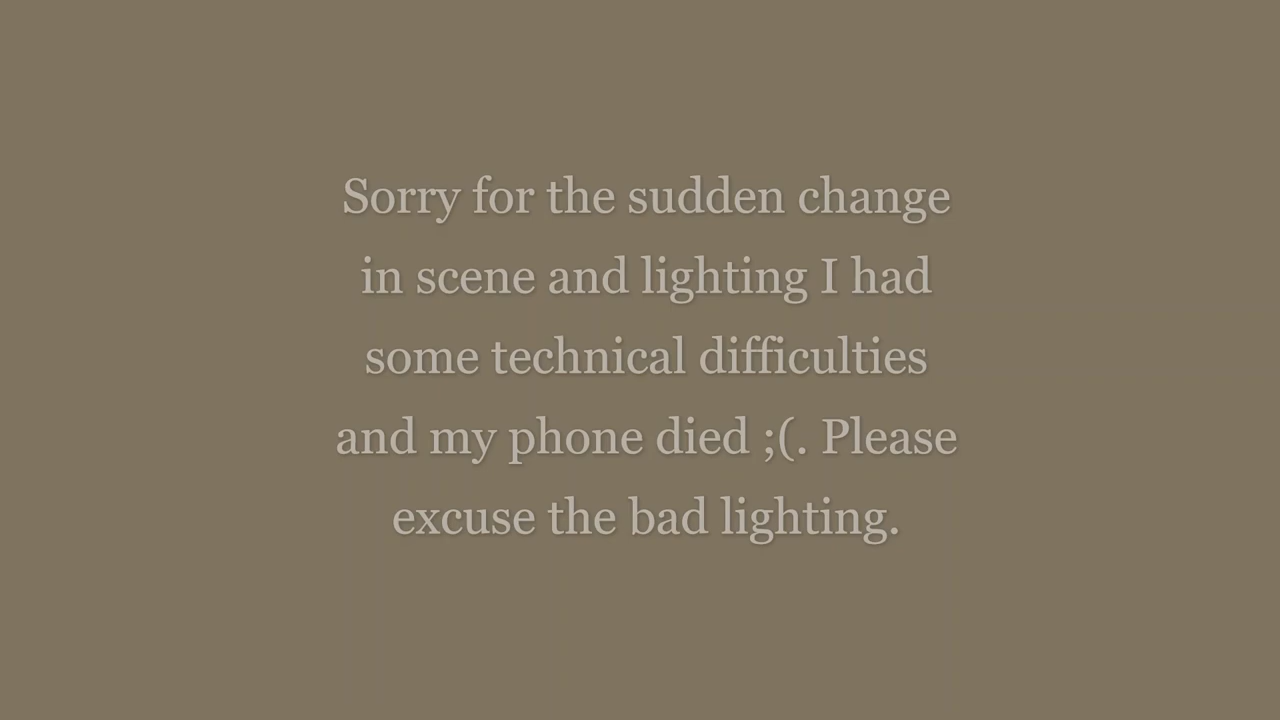 Sorry for the sudden change
in scene and lighting I had
some technical difficulties
and my phone died ;(. Please
excuse the bad lighting.